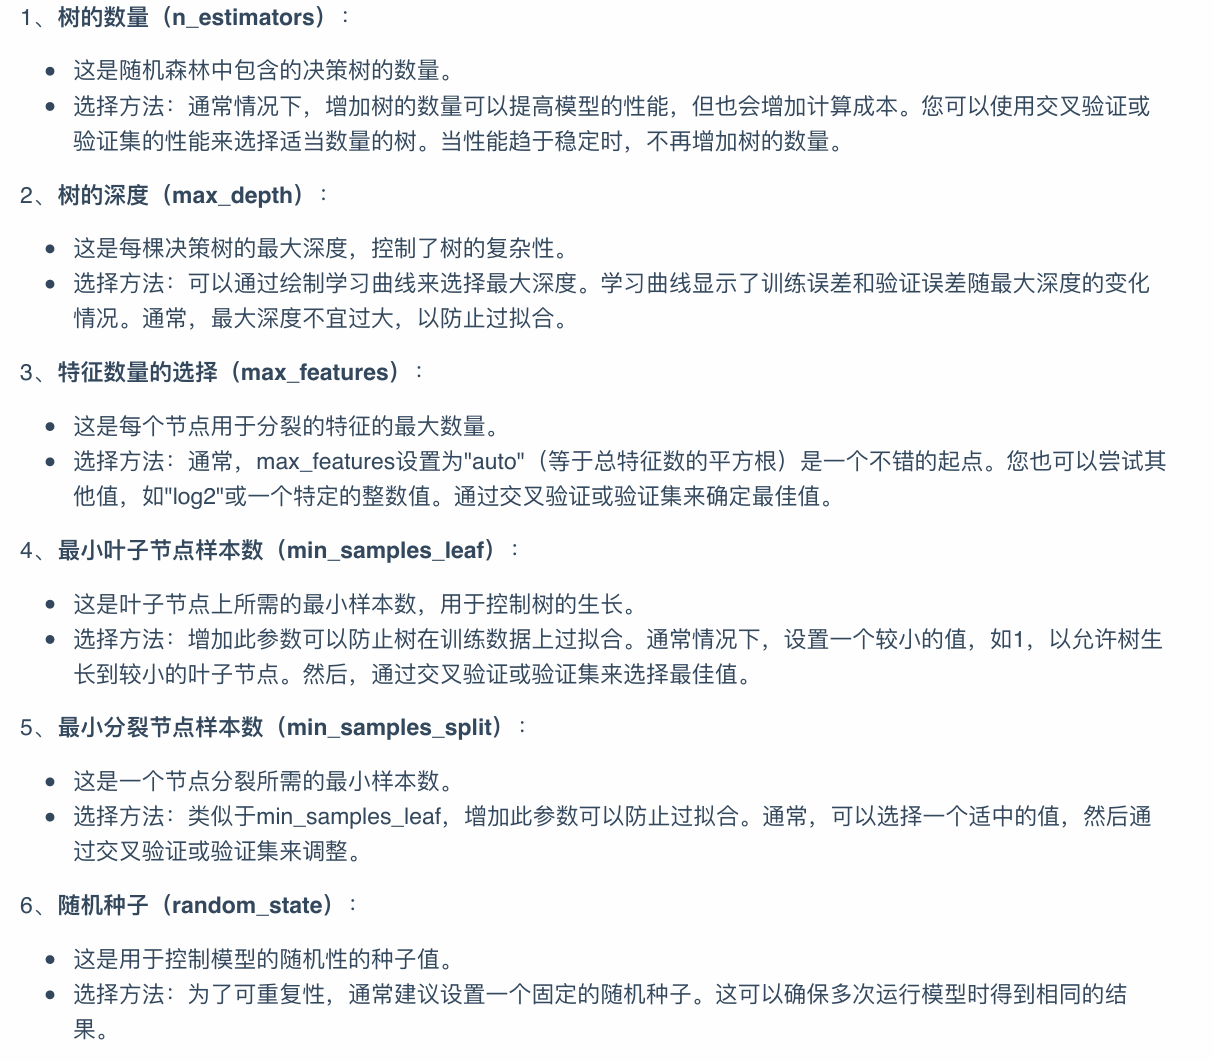 1、树的数量（n_estimators）：
• 这是随机森林中包含的决策树的数量。
• 选择方法：通常情况下，增加树的数量可以提高模型的性能，但也会增加计算成本。您可以使用交叉验证或
验证集的性能来选择适当数量的树。当性能趋于稳定时，不再增加树的数量。
2、树的深度（max_depth）：
• 这是每棵决策树的最大深度，控制了树的复杂性。
• 选择方法：可以通过绘制学习曲线来选择最大深度。学习曲线显示了训练误差和验证误差随最大深度的变化
情况。通常，最大深度不宜过大，以防止过拟合。
3、特征数量的选择（max_features）：
• 这是每个节点用于分裂的特征的最大数量。
• 选择方法：通常，max_features设置为"auto"（等于总特征数的平方根）是一个不错的起点。您也可以尝试其
他值，如"log2"或一个特定的整数值。通过交叉验证或验证集来确定最佳值。
4、最小叶子节点样本数（min_samples_leaf）：
• 这是叶子节点上所需的最小样本数，用于控制树的生长。
• 选择方法：增加此参数可以防止树在训练数据上过拟合。通常情况下，设置一个较小的值，如1，以允许树生
长到较小的叶子节点。然后，通过交叉验证或验证集来选择最佳值。
5、最小分裂节点样本数（min_samples_split）：
• 这是一个节点分裂所需的最小样本数。
• 选择方法：类似于min_samples_leaf，增加此参数可以防止过拟合。通常，可以选择一个适中的值，然后通
过交叉验证或验证集来调整。
6、随机种子（random_state）：
• 这是用于控制模型的随机性的种子值。
• 选择方法：为了可重复性，通常建议设置一个固定的随机种子。这可以确保多次运行模型时得到相同的结
果。